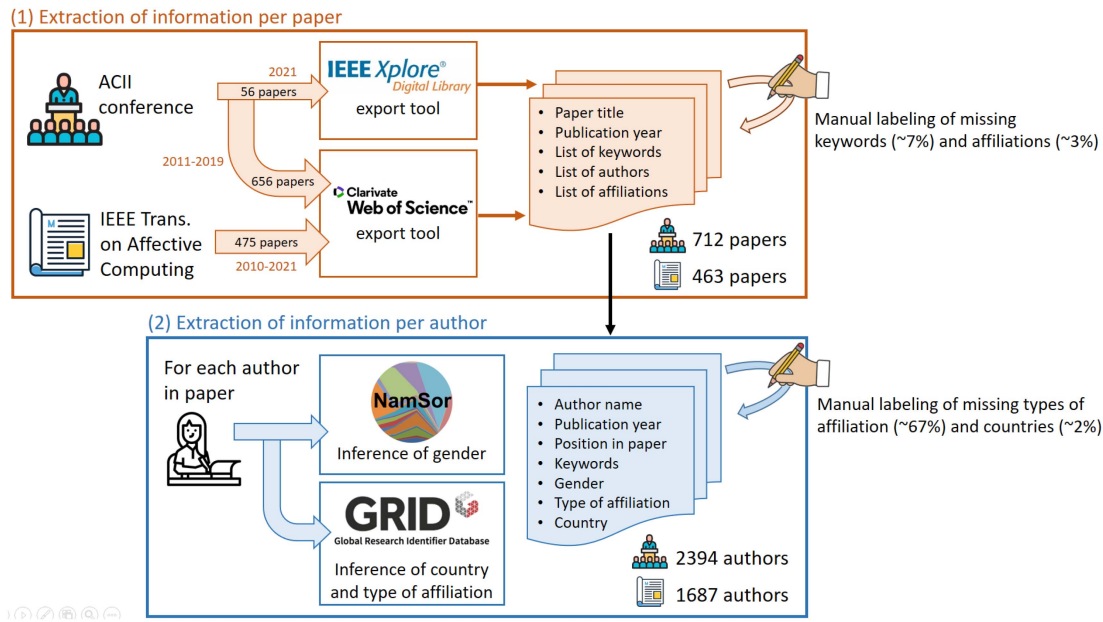 (1) Extraction of information per paper
ACII
conference
2021
56 papers
2011-2019
656 papers
IEEE Xplore®
Digital Library
export tool
Clarivate
Web of Science™
export tool
IEEE Trans.
on Affective
Computing
475 papers
2010-2021
• Paper title
• Publication year
• List of keywords
• List of authors
• List of affiliations
712 papers
463 papers
Manual labeling of missing
keywords (~7%) and affiliations (~3%)
(2) Extraction of information per author
For each author
in paper
NamSor
Inference of gender
GRID
Global Research Identifier Database
Inference of country
and type of affiliation
• Author name
• Publication year
• Position in paper
• Keywords
• Gender
• Type of affiliation
• Country
2394 authors
1687 authors
Manual labeling of missing types of
affiliation (~67%) and countries (~2%)